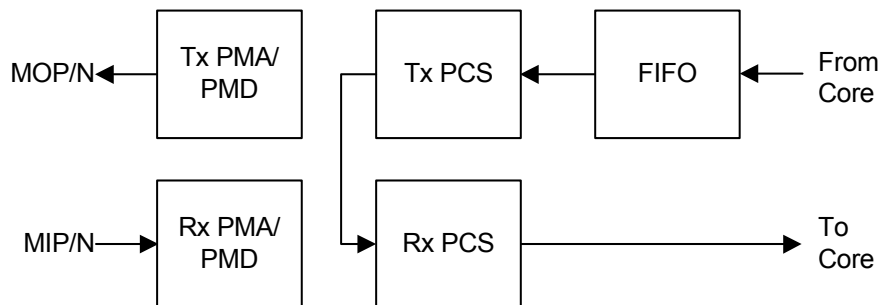 MOP/N
Tx PMA/
PMD
Tx PCS
FIFO
From
Core
MIP/N
Rx PMA/
PMD
Rx PCS
To
Core